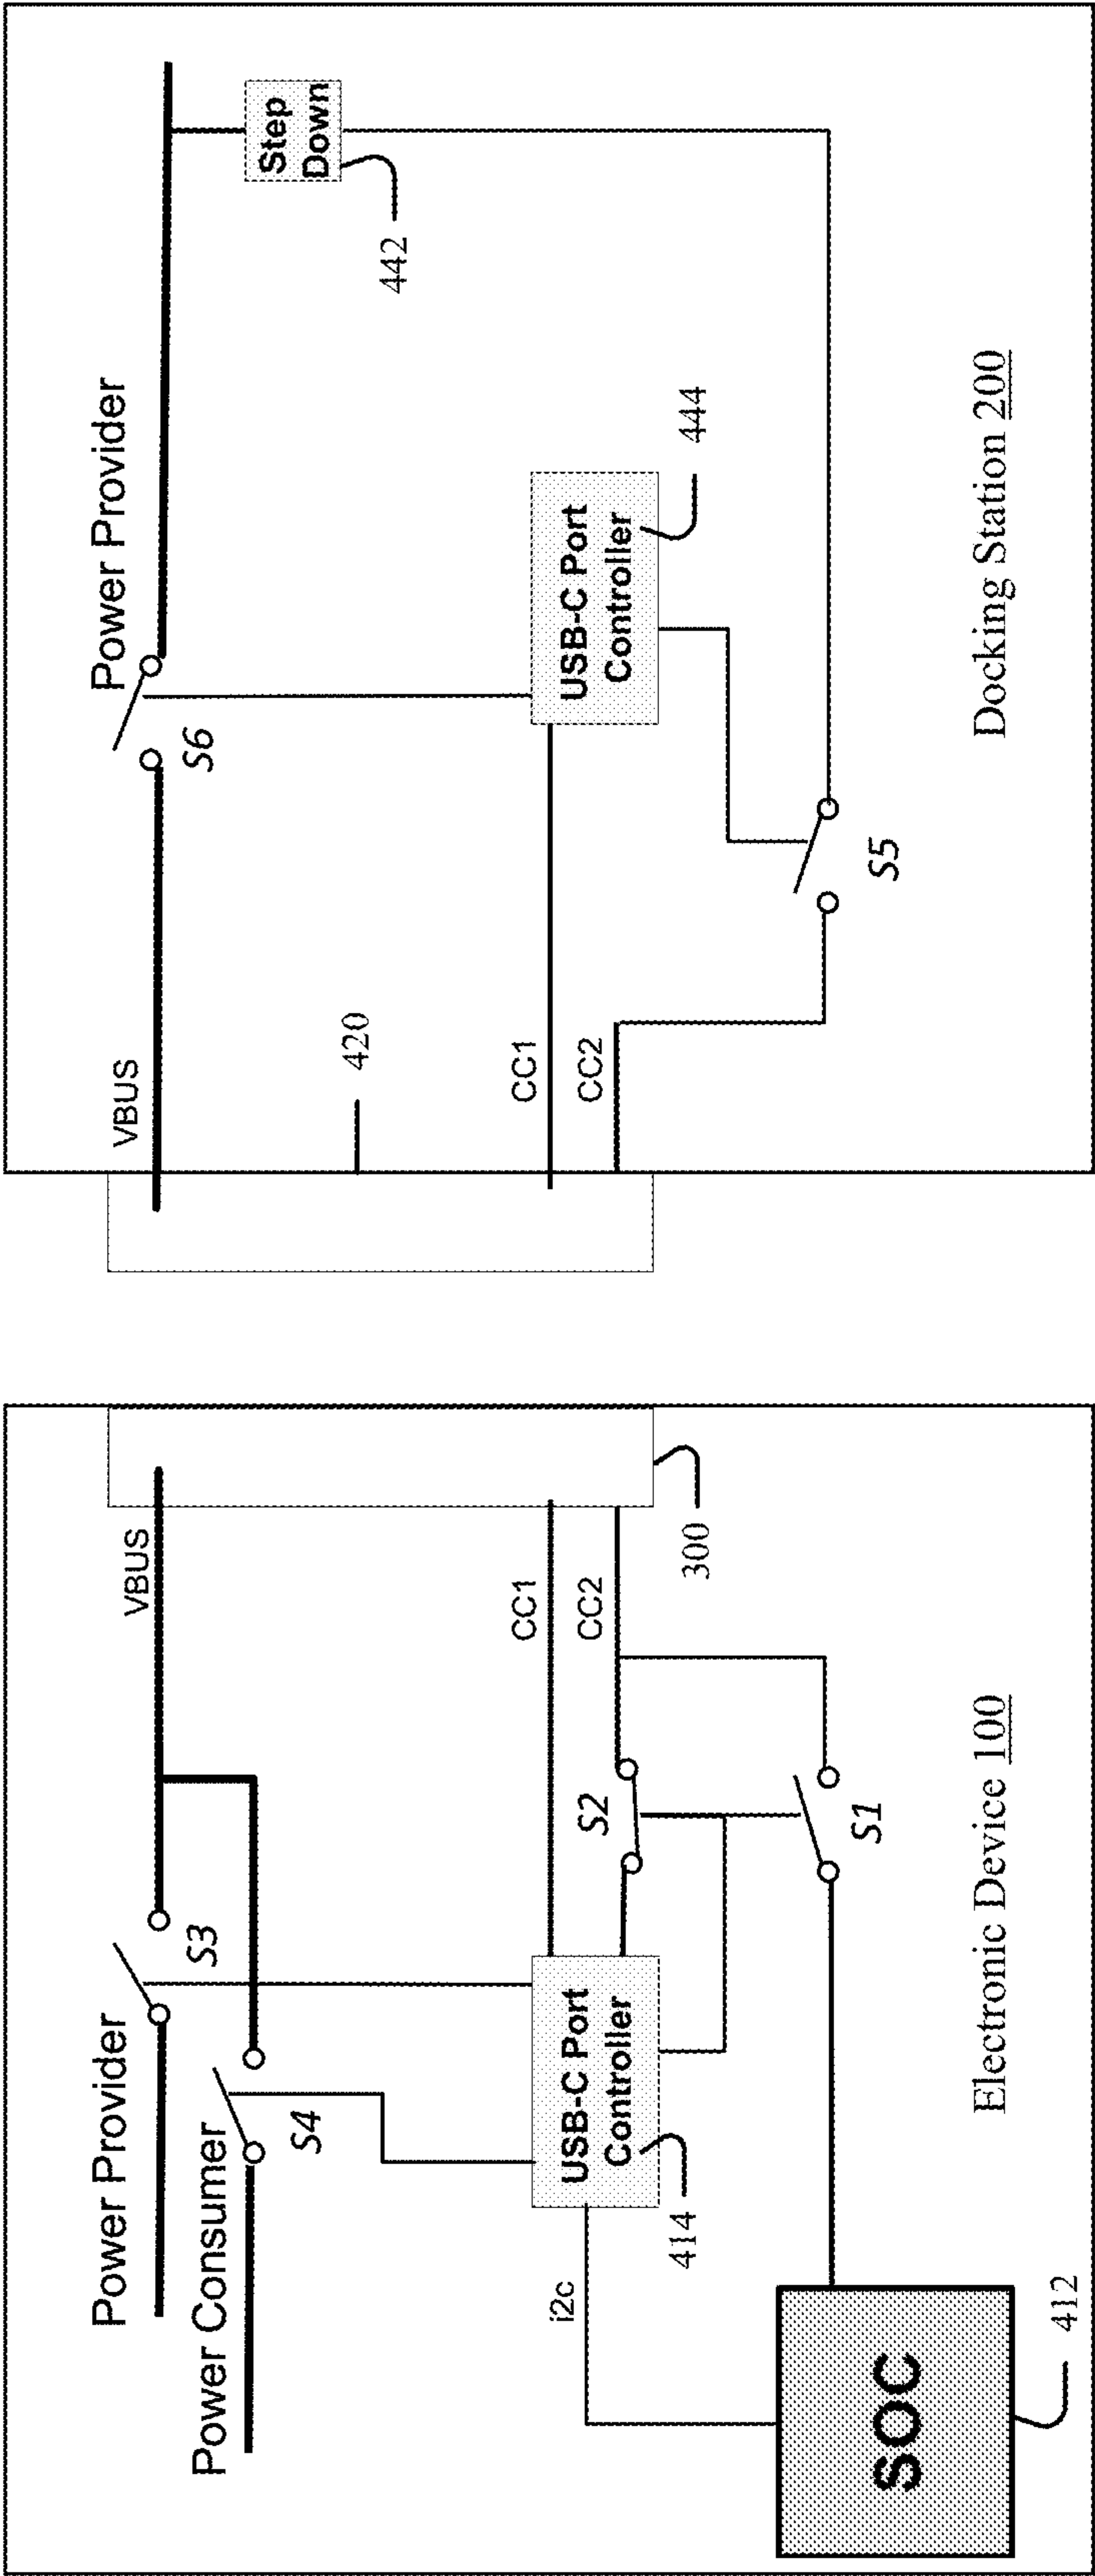 Power Provider
Power Consumer
S3
S4
VBUS
i2c
USB-C Port
Controller
414
CC1
CC2
S2
S1
300
SOC
412
Electronic Device 100
VBUS
S6
Power Provider
Step
Down
442
420
CC1
CC2
USB-C Port
Controller
444
S5
Docking Station 200